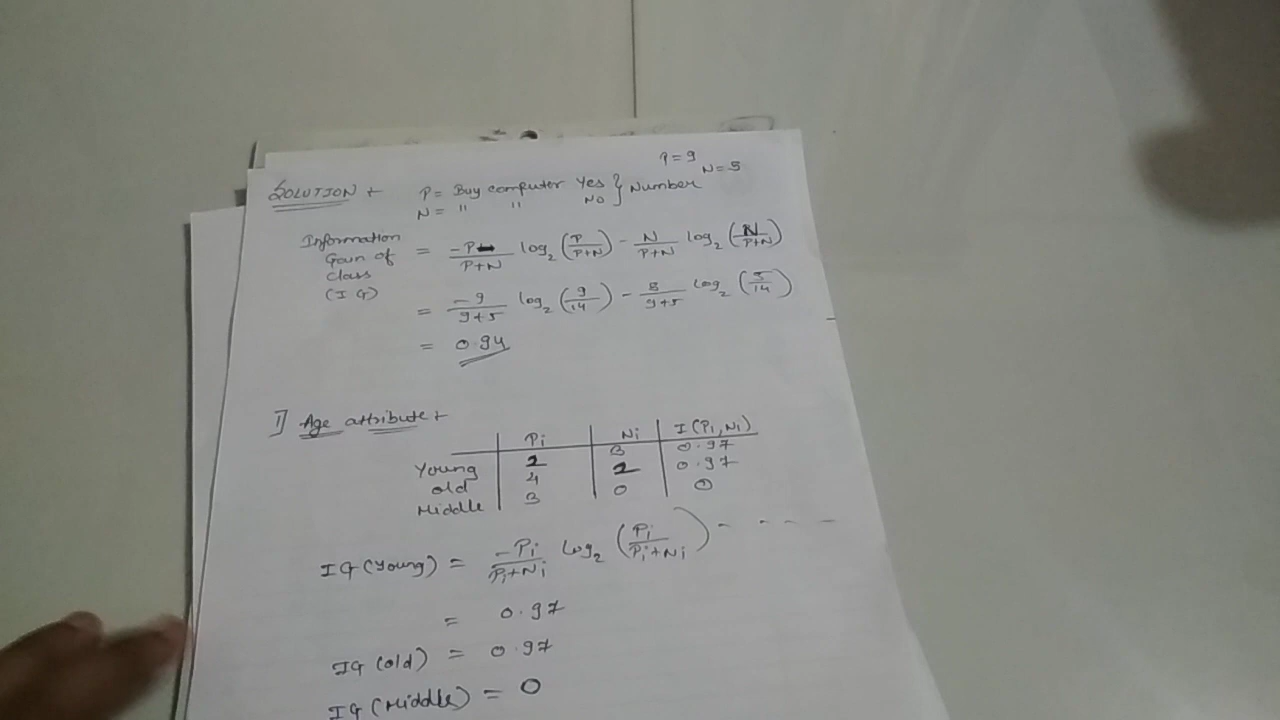 P=9
N=5
SOLUTION +
P = Buy computer Yes } Number
N = " " No
Information Gain of class (IG) = -P/P+N log2 (P/P+N) - N/P+N log2 (N/P+N)
= -9/9+5 log2 (9/14) - 5/9+5 log2 (5/14)
= 0.94
1] Age attribute +
Pi Ni I(Pi, Ni)
Young 2 3 0.97
old 4 2 0.97
Middle 3 0 0
IG (Young) = -Pi/Pi+Ni log2 (Pi/Pi+Ni) - - - - -
= 0.97
IG (old) = 0.97
IG (Middle) = 0